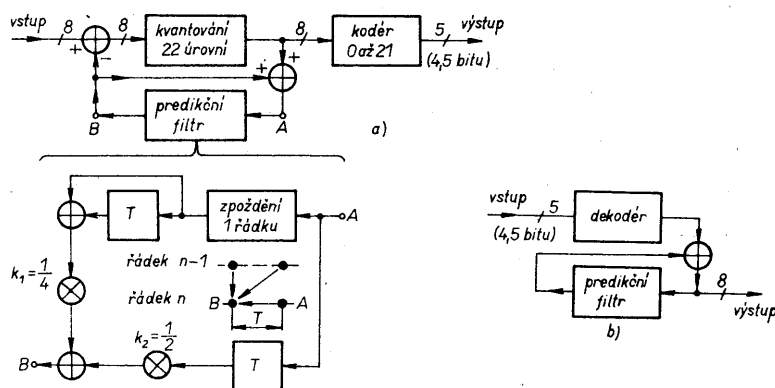 vstup
8
+
−
8
kvantování
22 úrovní
8
kodér
0 až 21
5
výstup
(4,5 bitu)
+
+
B
predikční
filtr
A
a)
T
zpoždění
1 řádku
A
řádek n−1
k₁=1/4
řádek n
B
A
T
k₂=1/2
B
T
vstup
5
(4,5 bitu)
dekodér
predikční
filtr
8
výstup
b)